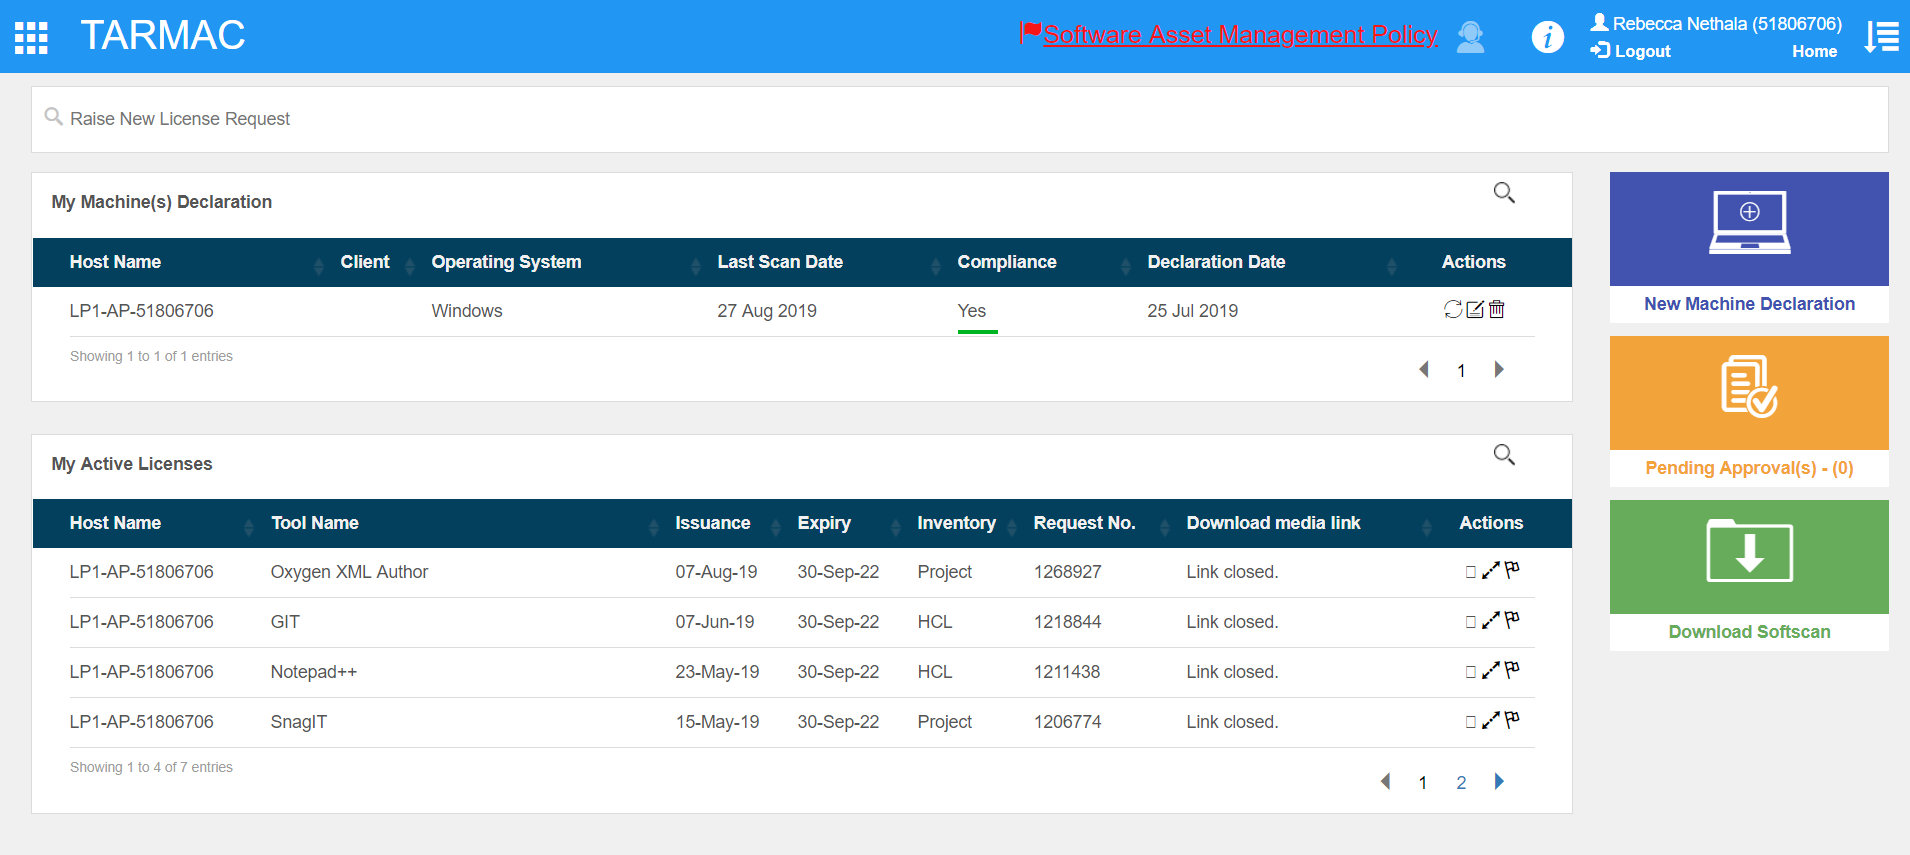 TARMAC
Software Asset Management Policy
Rebecca Nethala (51806706)
Logout Home
Raise New License Request
My Machine(s) Declaration
Host Name Client Operating System Last Scan Date Compliance Declaration Date Actions
LP1-AP-51806706 Windows 27 Aug 2019 Yes 25 Jul 2019
Showing 1 to 1 of 1 entries
1
My Active Licenses
Host Name Tool Name Issuance Expiry Inventory Request No. Download media link Actions
LP1-AP-51806706 Oxygen XML Author 07-Aug-19 30-Sep-22 Project 1268927 Link closed.
LP1-AP-51806706 GIT 07-Jun-19 30-Sep-22 HCL 1218844 Link closed.
LP1-AP-51806706 Notepad++ 23-May-19 30-Sep-22 HCL 1211438 Link closed.
LP1-AP-51806706 SnagIT 15-May-19 30-Sep-22 Project 1206774 Link closed.
Showing 1 to 4 of 7 entries
1 2
New Machine Declaration
Pending Approval(s) - (0)
Download Softscan